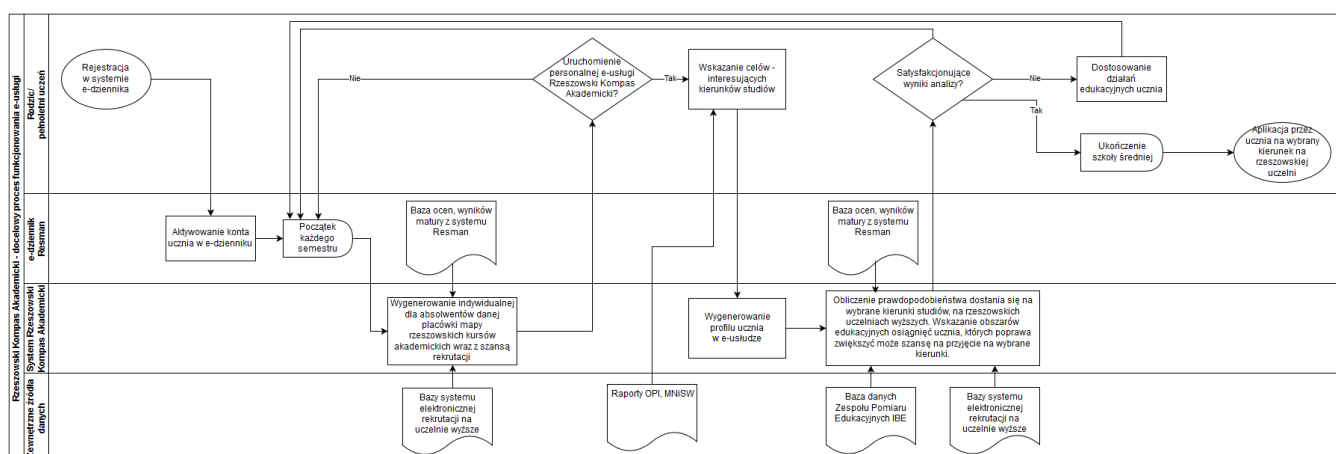 Rzeszowski Kompas Akademicki - docelowy proces funkcjonowania e-usługi
Rodzic/
pełnoletni uczeń
Rejestracja
w systemie
e-dziennika
Nie
Uruchomienie
personalnej e-usługi
Rzeszowski Kompas
Akademicki?
Tak
Wskazanie celów -
interesujących
kierunków studiów
Satysfakcjonujące
wyniki analizy?
Nie
Tak
Dostosowanie
działań
edukacyjnych ucznia
Ukończenie
szkoły średniej
Aplikacja przez
ucznia na wybrany
kierunek na
rzeszowskiej
uczelni
e-dziennik
Resman
Aktywowanie konta
ucznia w e-dzienniku
Początek
każdego
semestru
Baza ocen, wyników
matury z systemu
Resman
Baza ocen, wyników
matury z systemu
Resman
System Rzeszowski
Kompas Akademicki
Wygenerowanie indywidualnej
dla absolwentów danej
placówki mapy
rzeszowskich kursów
akademickich wraz z szansą
rekrutacji
Wygenerowanie
profilu ucznia
w e-usłudze
Obliczenie prawdopodobieństwa dostania się na
wybrane kierunki studiów, na rzeszowskich
uczelniach wyższych. Wskazanie obszarów
edukacyjnych osiągnięć ucznia, których poprawa
zwiększyć może szansę na przyjęcie na wybrane
kierunki.
Zewnętrzne źródła
danych
Bazy systemu
elektronicznej
rekrutacji na
uczelnie wyższe
Raporty OPI, MNiSW
Baza danych
Zespołu Pomiaru
Edukacyjnych IBE
Bazy systemu
elektronicznej
rekrutacji na
uczelnie wyższe